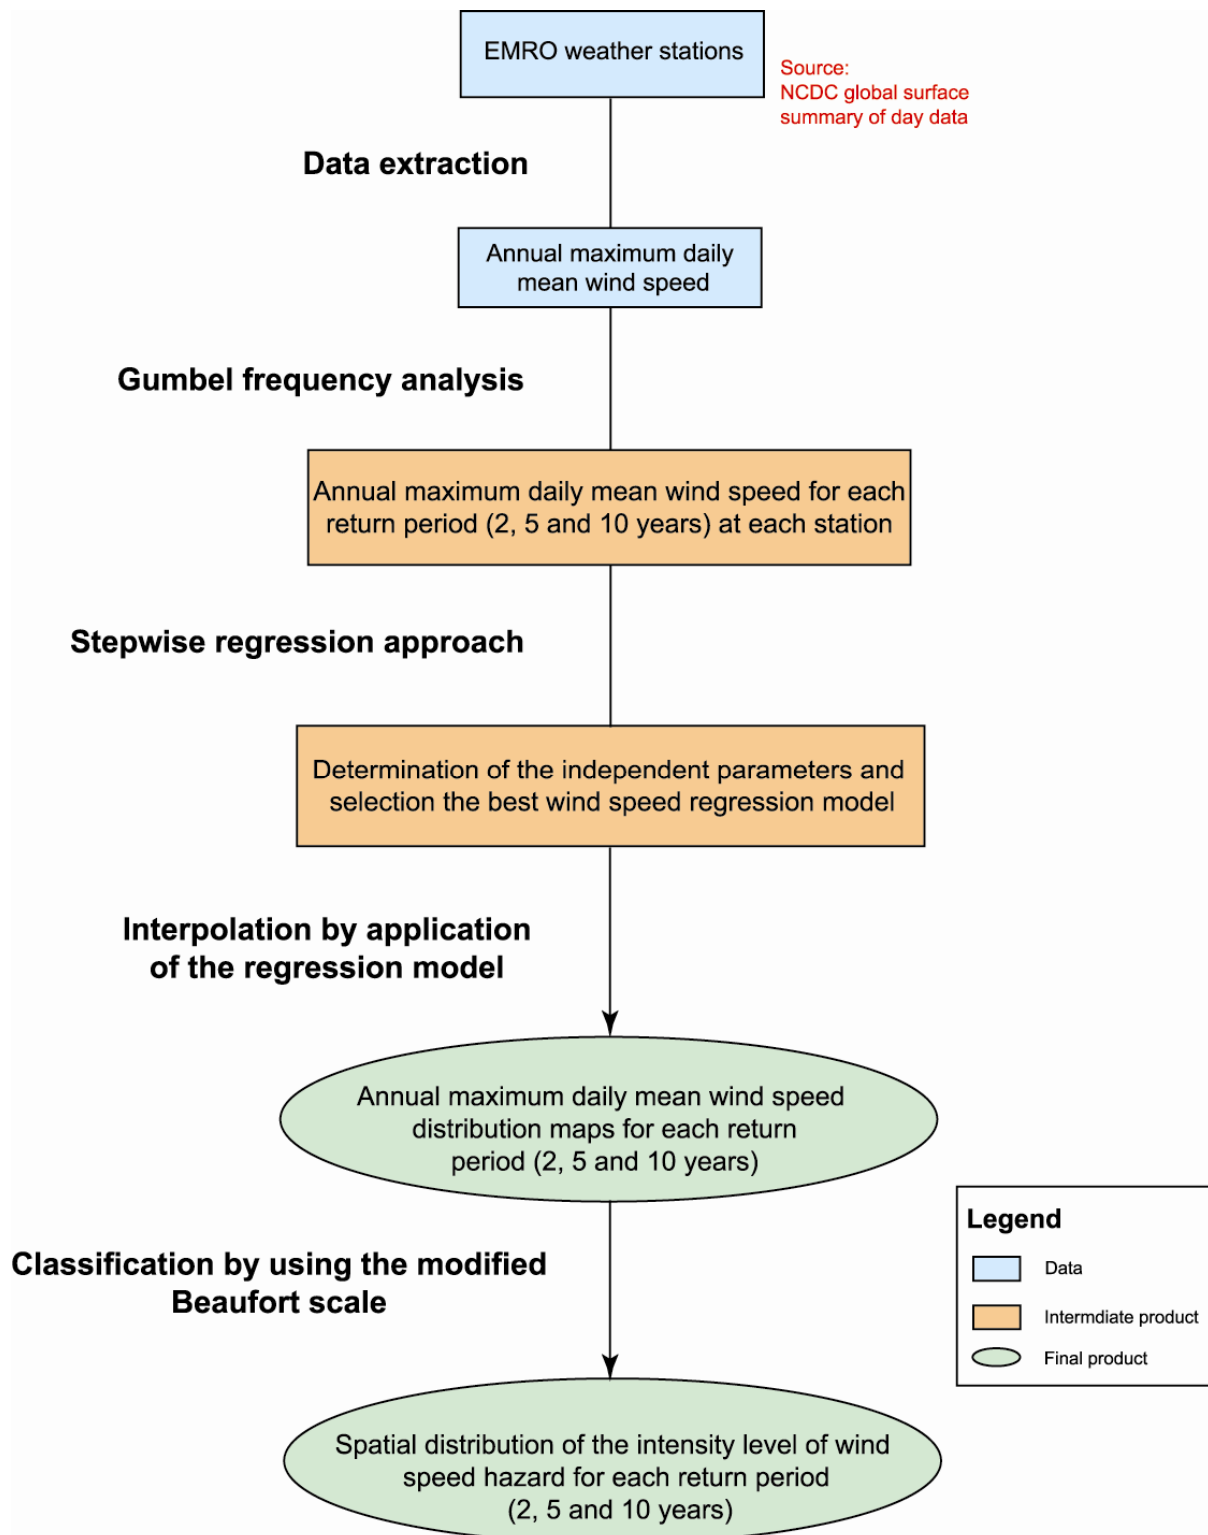 EMRO weather stations
Source:
NCDC global surface
summary of day data
Data extraction
Annual maximum daily
mean wind speed
Gumbel frequency analysis
Annual maximum daily mean wind speed for each
return period (2, 5 and 10 years) at each station
Stepwise regression approach
Determination of the independent parameters and
selection the best wind speed regression model
Interpolation by application
of the regression model
Annual maximum daily mean wind speed
distribution maps for each return
period (2, 5 and 10 years)
Classification by using the modified
Beaufort scale
Spatial distribution of the intensity level of wind
speed hazard for each return period
(2, 5 and 10 years)
Legend
Data
Intermdiate product
Final product